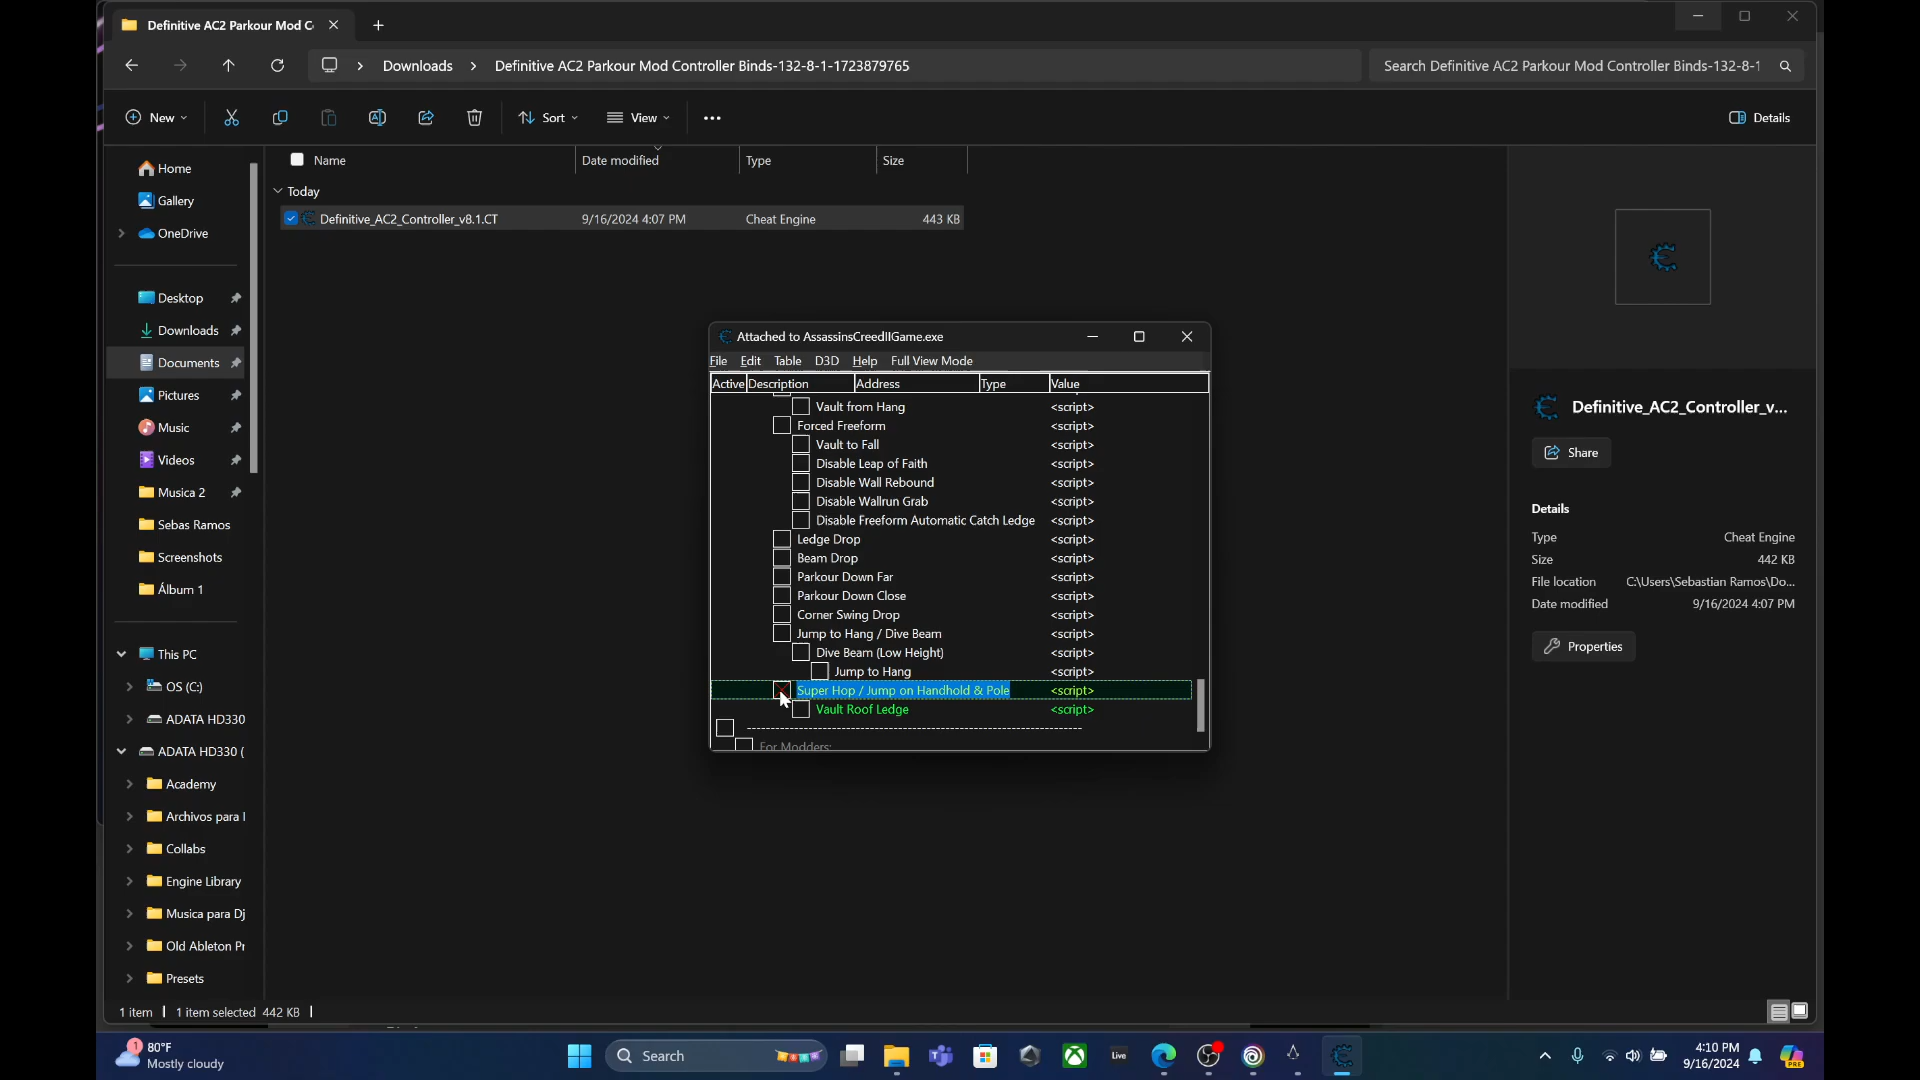 Definitive AC2 Parkour Mod C
Downloads
Definitive AC2 Parkour Mod Controller Binds-132-8-1-1723879765
Search Definitive AC2 Parkour Mod Controller Binds-132-8-1
New
Sort
View
Details
Name
Date modified
Type
Size
Today
Definitive_AC2_Controller_v8.1.CT
9/16/2024 4:07 PM
Cheat Engine
443 KB
Home
Gallery
OneDrive
Desktop
Downloads
Documents
Pictures
Music
Videos
Musica 2
Sebas Ramos
Screenshots
Álbum 1
This PC
OS (C:)
ADATA HD330
ADATA HD330 (
Academy
Archivos para I
Collabs
Engine Library
Musica para Dj
Old Ableton Pr
Presets
Attached to AssassinsCreedIIGame.exe
File Edit Table D3D Help Full View Mode
Active Description Address Type Value
Vault from Hang <script>
Forced Freeform <script>
Vault to Fall <script>
Disable Leap of Faith <script>
Disable Wall Rebound <script>
Disable Wallrun Grab <script>
Disable Freeform Automatic Catch Ledge <script>
Ledge Drop <script>
Beam Drop <script>
Parkour Down Far <script>
Parkour Down Close <script>
Corner Swing Drop <script>
Jump to Hang / Dive Beam <script>
Dive Beam (Low Height) <script>
Jump to Hang <script>
Super Hop / Jump on Handhold & Pole <script>
Vault Roof Ledge <script>
For Modders:
Definitive_AC2_Controller_v...
Share
Details
Type Cheat Engine
Size 442 KB
File location C:\Users\Sebastian Ramos\Do...
Date modified 9/16/2024 4:07 PM
Properties
1 item 1 item selected 442 KB
1
80°F
Mostly cloudy
Search
Live
4:10 PM
9/16/2024
PRE